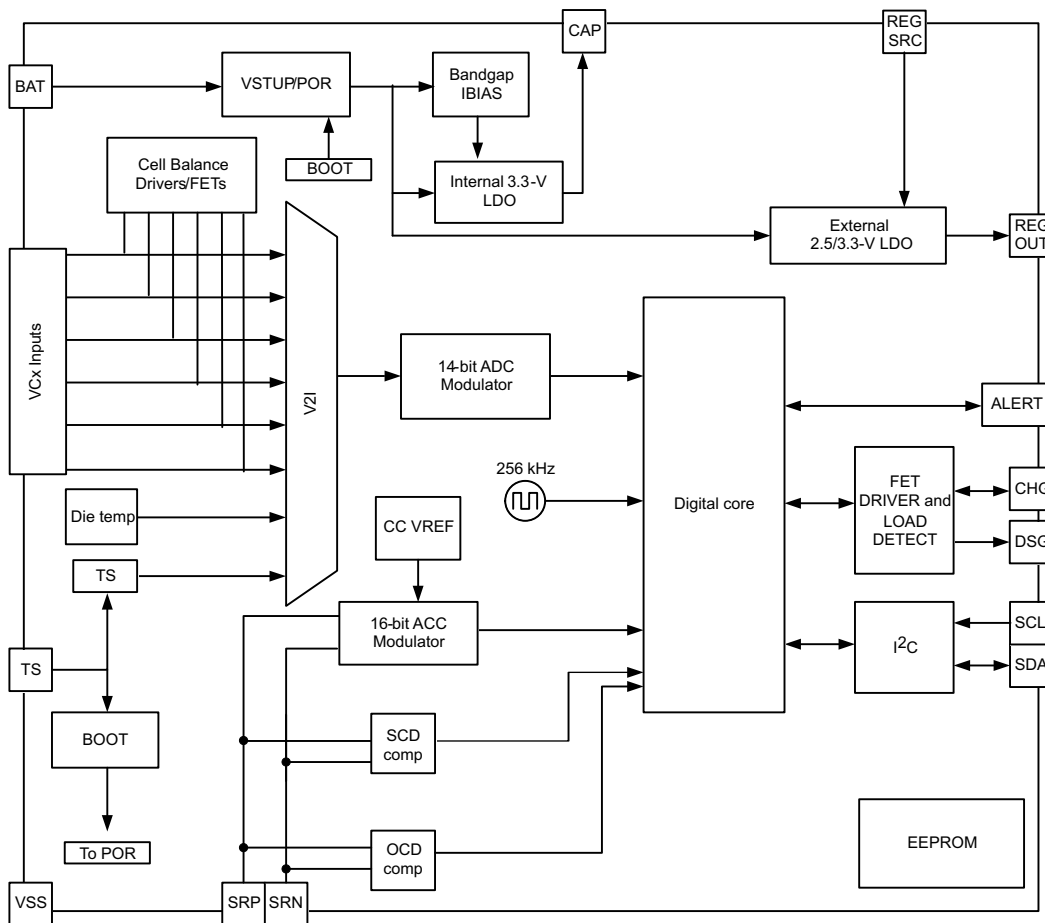 CAP
REG
SRC
BAT
VSTUP/POR
Bandgap
IBIAS
BOOT
Cell Balance
Drivers/FETs
Internal 3.3-V
LDO
External
2.5/3.3-V LDO
REG
OUT
VCx Inputs
V2I
14-bit ADC
Modulator
ALERT
256 kHz
Digital core
FET
DRIVER and
LOAD
DETECT
CHG
DSG
Die temp
CC VREF
TS
16-bit ACC
Modulator
I2C
SCL
SDA
TS
BOOT
SCD
comp
To POR
OCD
comp
EEPROM
VSS
SRP
SRN